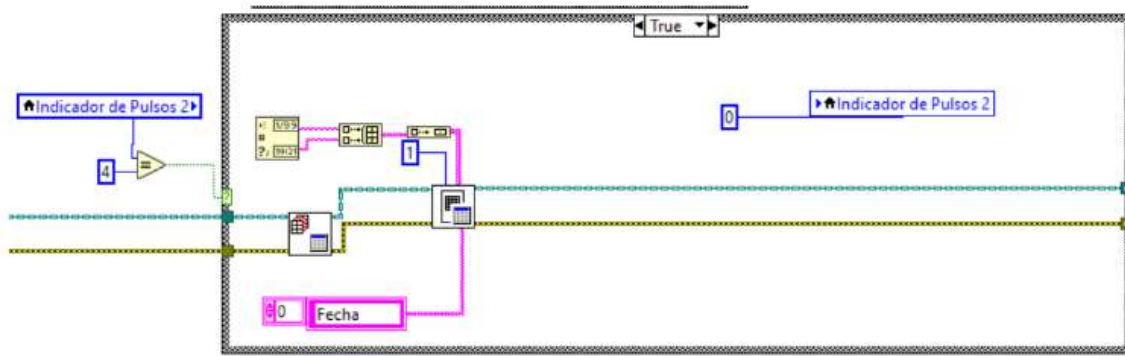 True
Indicador de Pulsos 2
Indicador de Pulsos 2
0
4
1
0
Fecha